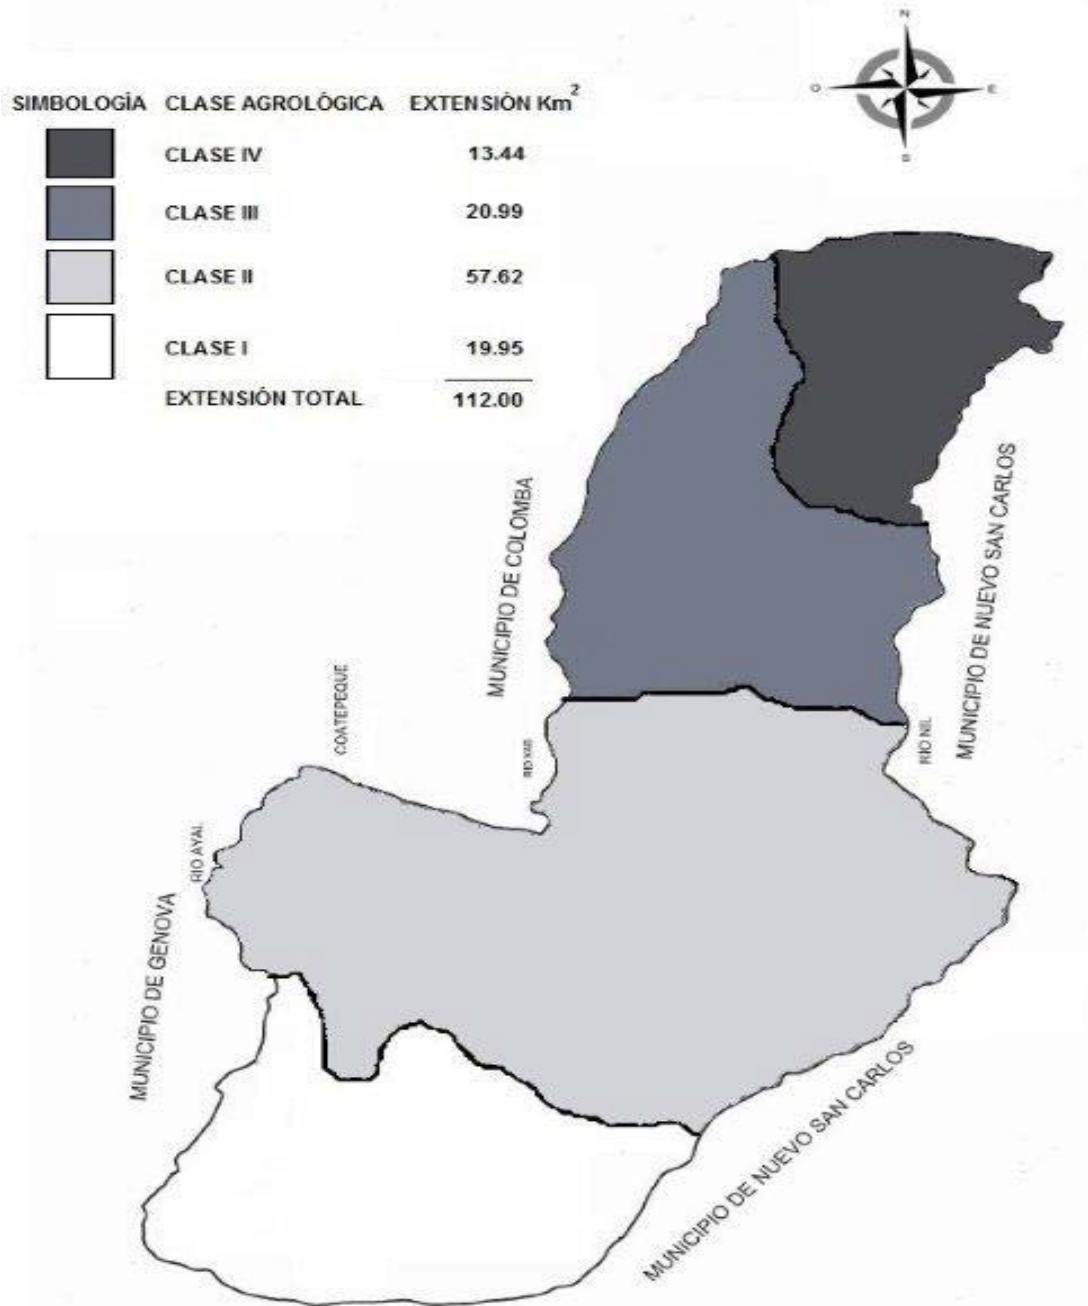 N
O
E
S
SIMBOLOGÌA CLASE AGROLÓGICA EXTENSIÓN Km²
CLASE IV 13.44
CLASE III 20.99
CLASE II 57.62
CLASE I 19.95
EXTENSIÓN TOTAL 112.00
MUNICIPIO DE COLOMBA
MUNICIPIO DE NUEVO SAN CARLOS
COATEPEQUE
RIO NIL
RIO AYAL
MUNICIPIO DE GENOVA
MUNICIPIO DE NUEVO SAN CARLOS